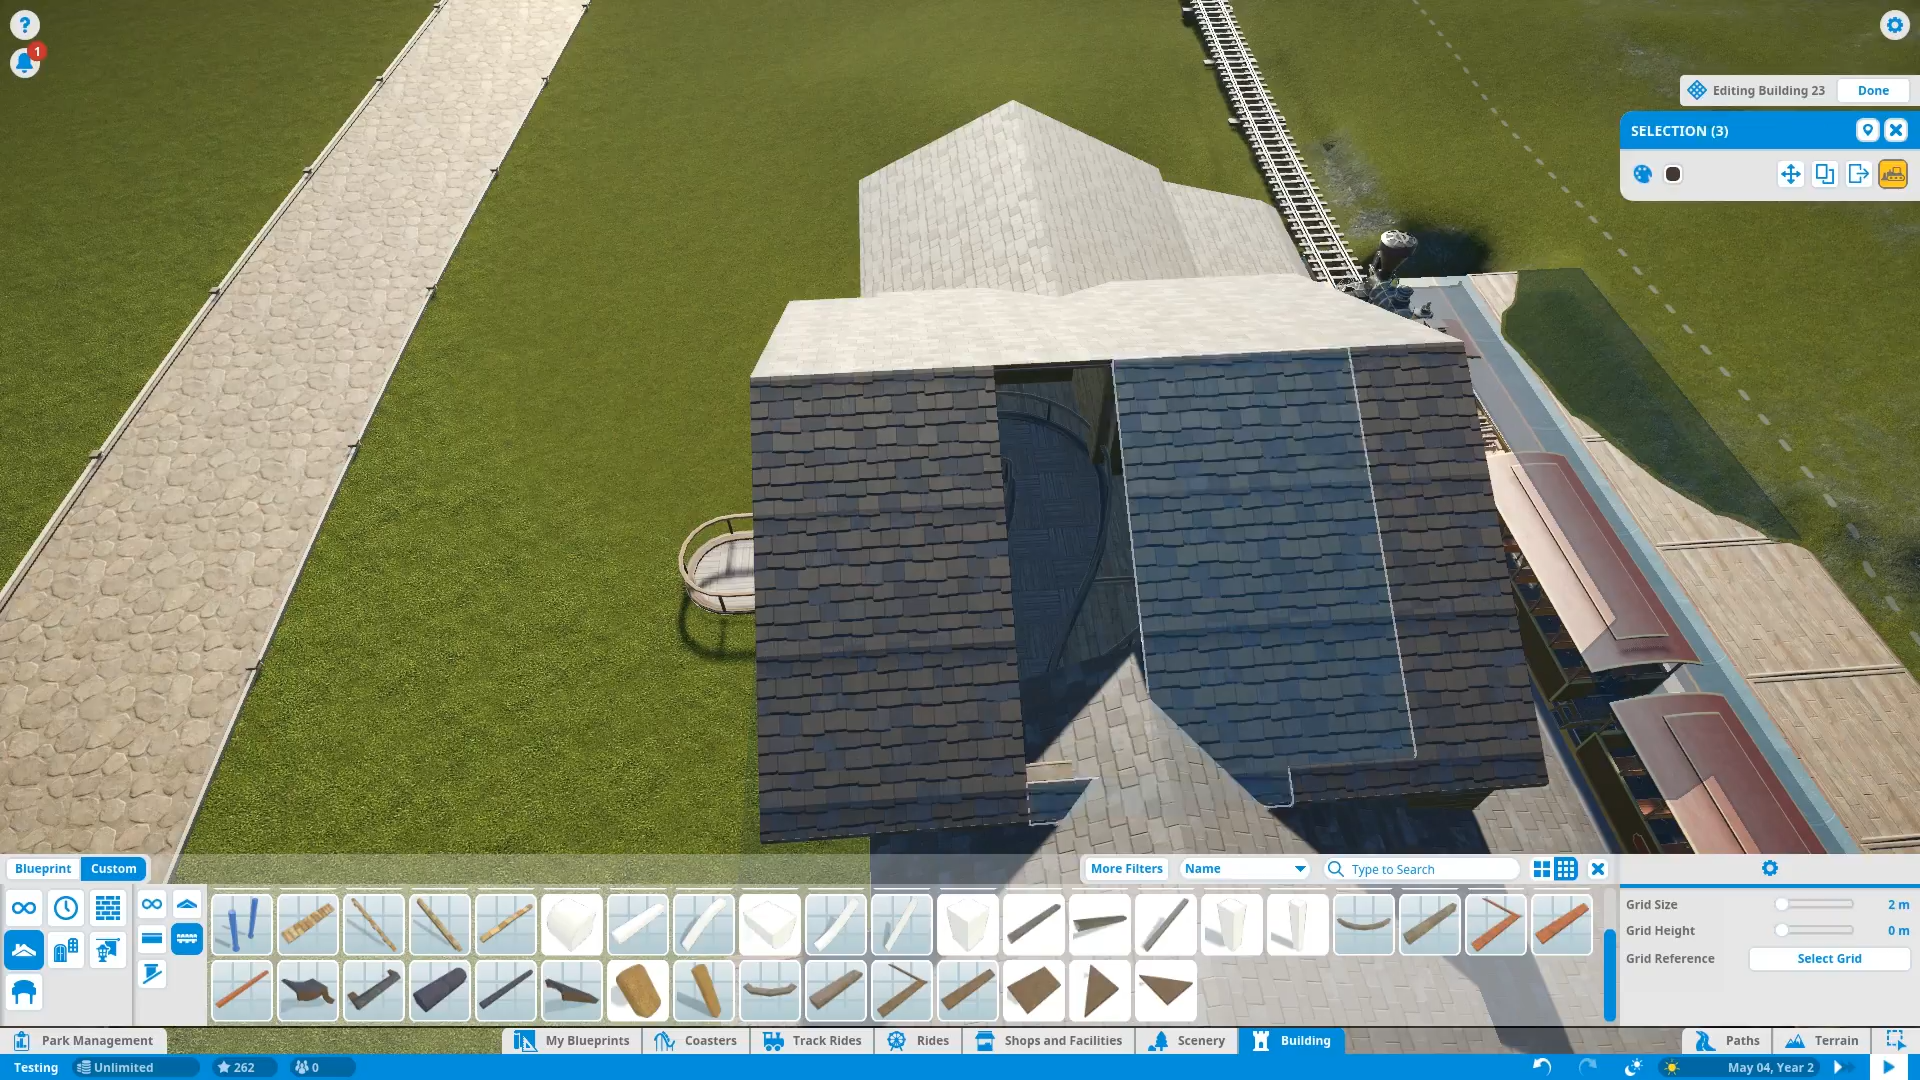 ?
1
Editing Building 23 Done
SELECTION (3)
Blueprint Custom
More Filters Name Type to Search
Grid Size 2 m
Grid Height 0 m
Grid Reference Select Grid
Park Management My Blueprints Coasters Track Rides Rides Shops and Facilities Scenery Building Paths Terrain
Testing Unlimited 262 0 May 04, Year 2